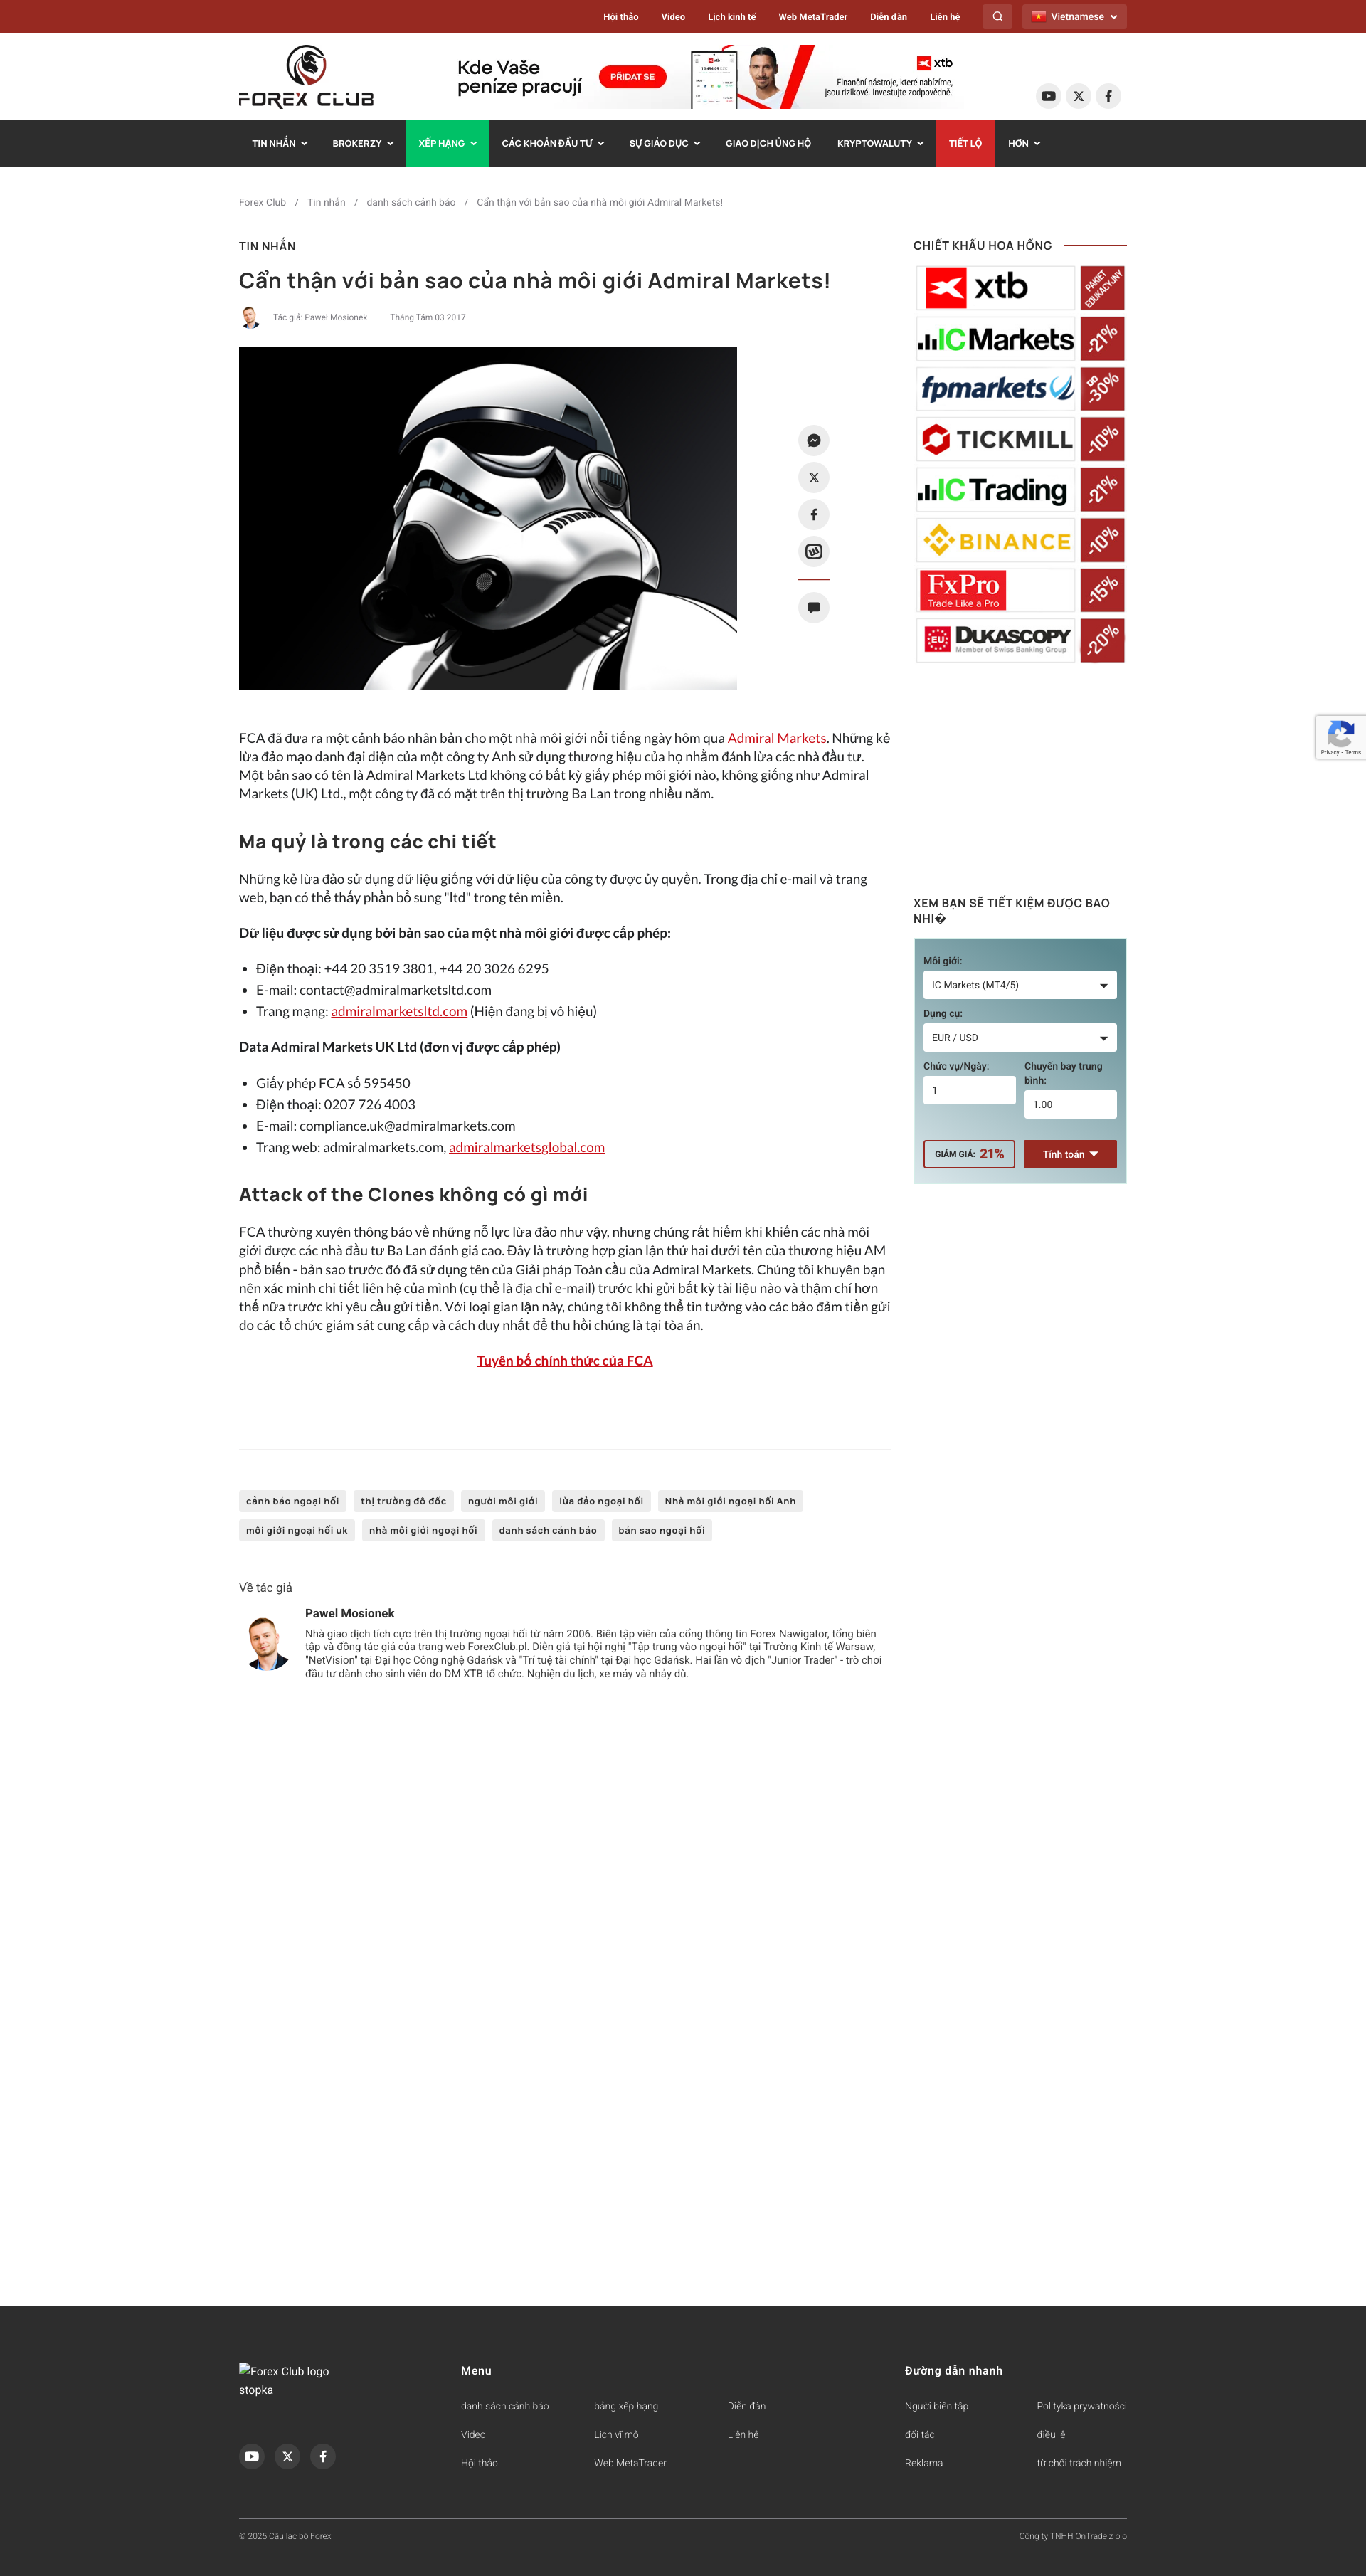 Hội thảo Video Lịch kinh tế Web MetaTrader Diễn đàn Liên hệ Vietnamese
FOREX CLUB
Kde Vaše
peníze pracují
PŘIDAT SE
xtb
Finanční nástroje, které nabízíme,
jsou rizikové. Investujte zodpovědně.
TIN NHẮN BROKERZY XẾP HẠNG CÁC KHOẢN ĐẦU TƯ SỰ GIÁO DỤC GIAO DỊCH ỦNG HỘ KRYPTOWALUTY TIẾT LỘ HƠN
Forex Club / Tin nhắn / danh sách cảnh báo / Cẩn thận với bản sao của nhà môi giới Admiral Markets!
TIN NHẮN
Cẩn thận với bản sao của nhà môi giới Admiral Markets!
Tác giả: Paweł Mosionek Tháng Tám 03 2017
FCA đã đưa ra một cảnh báo nhân bản cho một nhà môi giới nổi tiếng ngày hôm qua Admiral Markets. Những kẻ
lừa đảo mạo danh đại diện của một công ty Anh sử dụng thương hiệu của họ nhằm đánh lừa các nhà đầu tư.
Một bản sao có tên là Admiral Markets Ltd không có bất kỳ giấy phép môi giới nào, không giống như Admiral
Markets (UK) Ltd., một công ty đã có mặt trên thị trường Ba Lan trong nhiều năm.
Ma quỷ là trong các chi tiết
Những kẻ lừa đảo sử dụng dữ liệu giống với dữ liệu của công ty được ủy quyền. Trong địa chỉ e-mail và trang
web, bạn có thể thấy phần bổ sung "ltd" trong tên miền.
Dữ liệu được sử dụng bởi bản sao của một nhà môi giới được cấp phép:
• Điện thoại: +44 20 3519 3801, +44 20 3026 6295
• E-mail: contact@admiralmarketsltd.com
• Trang mạng: admiralmarketsltd.com (Hiện đang bị vô hiệu)
Data Admiral Markets UK Ltd (đơn vị được cấp phép)
• Giấy phép FCA số 595450
• Điện thoại: 0207 726 4003
• E-mail: compliance.uk@admiralmarkets.com
• Trang web: admiralmarkets.com, admiralmarketsglobal.com
Attack of the Clones không có gì mới
FCA thường xuyên thông báo về những nỗ lực lừa đảo như vậy, nhưng chúng rất hiếm khi khiến các nhà môi
giới được các nhà đầu tư Ba Lan đánh giá cao. Đây là trường hợp gian lận thứ hai dưới tên của thương hiệu AM
phổ biến - bản sao trước đó đã sử dụng tên của Giải pháp Toàn cầu của Admiral Markets. Chúng tôi khuyên bạn
nên xác minh chi tiết liên hệ của mình (cụ thể là địa chỉ e-mail) trước khi gửi bất kỳ tài liệu nào và thậm chí hơn
thế nữa trước khi yêu cầu gửi tiền. Với loại gian lận này, chúng tôi không thể tin tưởng vào các bảo đảm tiền gửi
do các tổ chức giám sát cung cấp và cách duy nhất để thu hồi chúng là tại tòa án.
Tuyên bố chính thức của FCA
cảnh báo ngoại hối thị trường đô đốc người môi giới lừa đảo ngoại hối Nhà môi giới ngoại hối Anh
môi giới ngoại hối uk nhà môi giới ngoại hối danh sách cảnh báo bản sao ngoại hối
Về tác giả
Pawel Mosionek
Nhà giao dịch tích cực trên thị trường ngoại hối từ năm 2006. Biên tập viên của cổng thông tin Forex Nawigator, tổng biên
tập và đồng tác giả của trang web ForexClub.pl. Diễn giả tại hội nghị "Tập trung vào ngoại hối" tại Trường Kinh tế Warsaw,
"NetVision" tại Đại học Công nghệ Gdańsk và "Trí tuệ tài chính" tại Đại học Gdańsk. Hai lần vô địch "Junior Trader" - trò chơi
đầu tư dành cho sinh viên do DM XTB tổ chức. Nghiện du lịch, xe máy và nhảy dù.
CHIẾT KHẤU HOA HỒNG
xtb PAKIET EDUKACYJNY
IC Markets -21%
fpmarkets DO -30%
TICKMILL -10%
IC Trading -21%
BINANCE -10%
FxPro Trade Like a Pro -15%
EU DUKASCOPY Member of Swiss Banking Group -20%
Privacy - Terms
XEM BẠN SẼ TIẾT KIỆM ĐƯỢC BAO
NHI�
Môi giới:
IC Markets (MT4/5)
Dụng cụ:
EUR / USD
Chức vụ/Ngày:
1
Chuyến bay trung
bình:
1.00
GIẢM GIÁ: 21%
Tính toán
Forex Club logo
stopka
Menu
danh sách cảnh báo bảng xếp hạng Diễn đàn
Video Lịch vĩ mô Liên hệ
Hội thảo Web MetaTrader
Đường dẫn nhanh
Người biên tập Polityka prywatności
đối tác điều lệ
Reklama từ chối trách nhiệm
© 2025 Câu lạc bộ Forex
Công ty TNHH OnTrade z o o